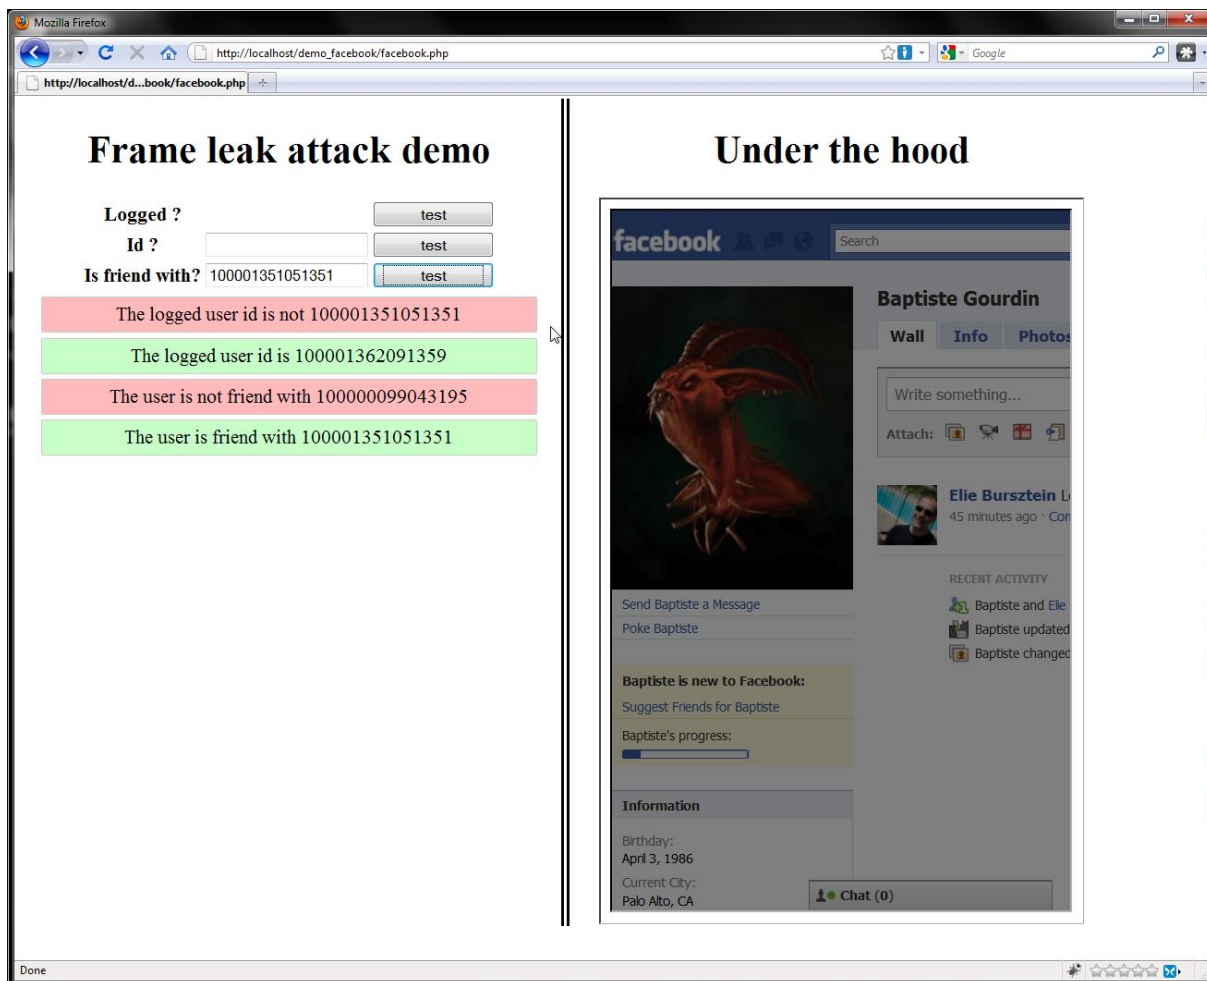 Mozilla Firefox
http://localhost/demo_facebook/facebook.php
Google
http://localhost/d...book/facebook.php
Frame leak attack demo
Logged ?
test
Id ?
test
Is friend with?
100001351051351
test
The logged user id is not 100001351051351
The logged user id is 100001362091359
The user is not friend with 100000099043195
The user is friend with 100001351051351
Under the hood
facebook
Search
Baptiste Gourdin
Wall Info Photos
Write something...
Attach:
Elie Bursztein L
45 minutes ago · Con
RECENT ACTIVITY
Baptiste and Elie
Baptiste updated
Baptiste changed
Send Baptiste a Message
Poke Baptiste
Baptiste is new to Facebook:
Suggest Friends for Baptiste
Baptiste's progress:
Information
Birthday:
April 3, 1986
Current City:
Palo Alto, CA
Chat (0)
Done